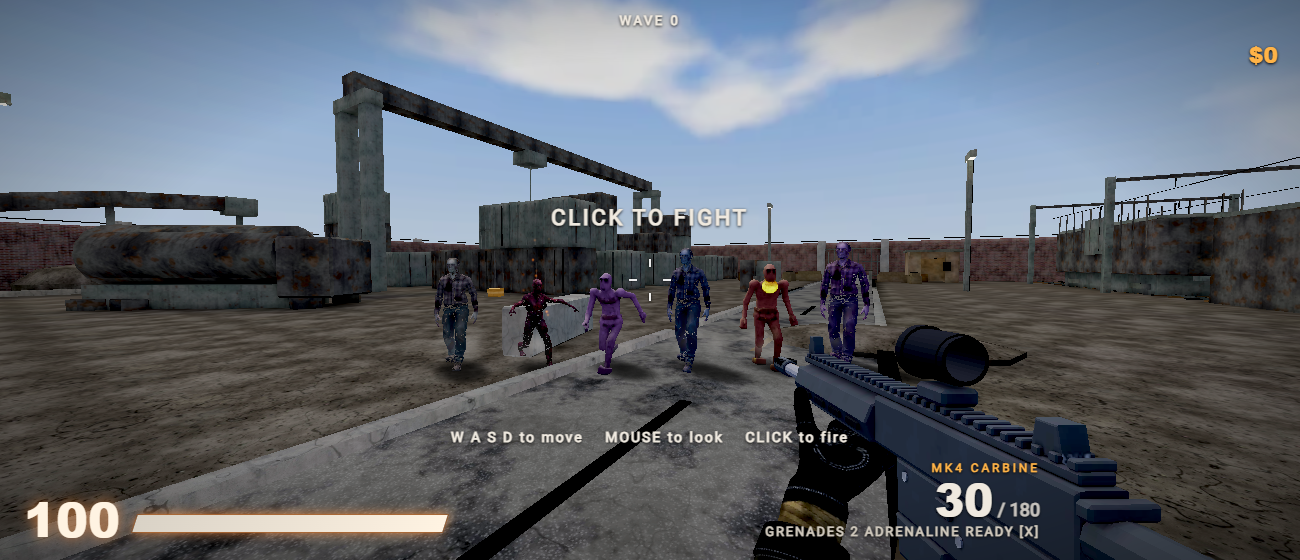 WAVE 0
$0
CLICK TO FIGHT
W A S D to move MOUSE to look CLICK to fire
MK4 CARBINE
100
30 / 180
GRENADES 2 ADRENALINE READY [X]